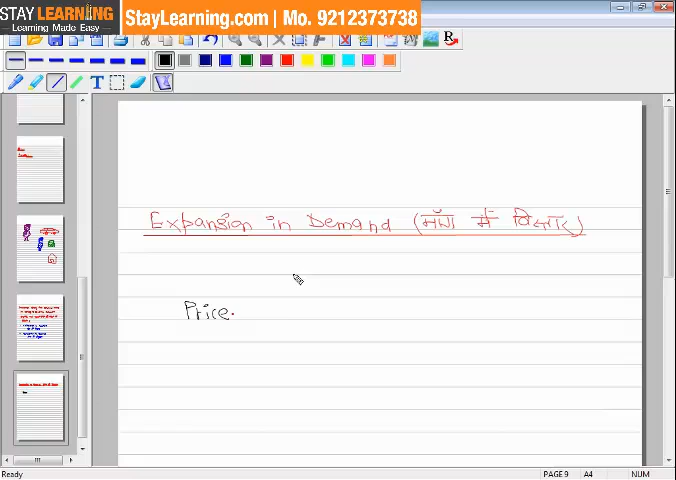 STAY LEARNING
Learning Made Easy
StayLearning.com | Mo. 9212373738
Expansion in Demand (माँग में विस्तार)
Price.
Ready
PAGE 9
A4
NUM